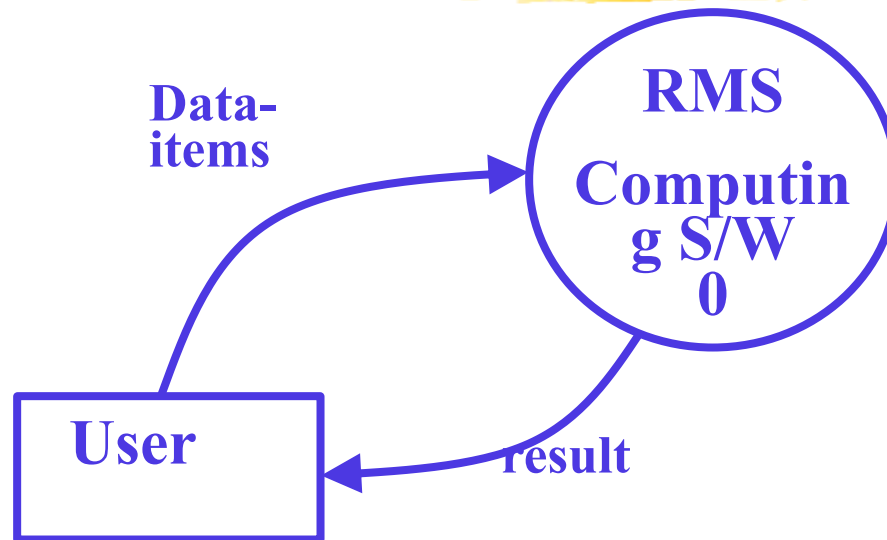 Data-
items
RMS
Computin
g S/W
0
User
result